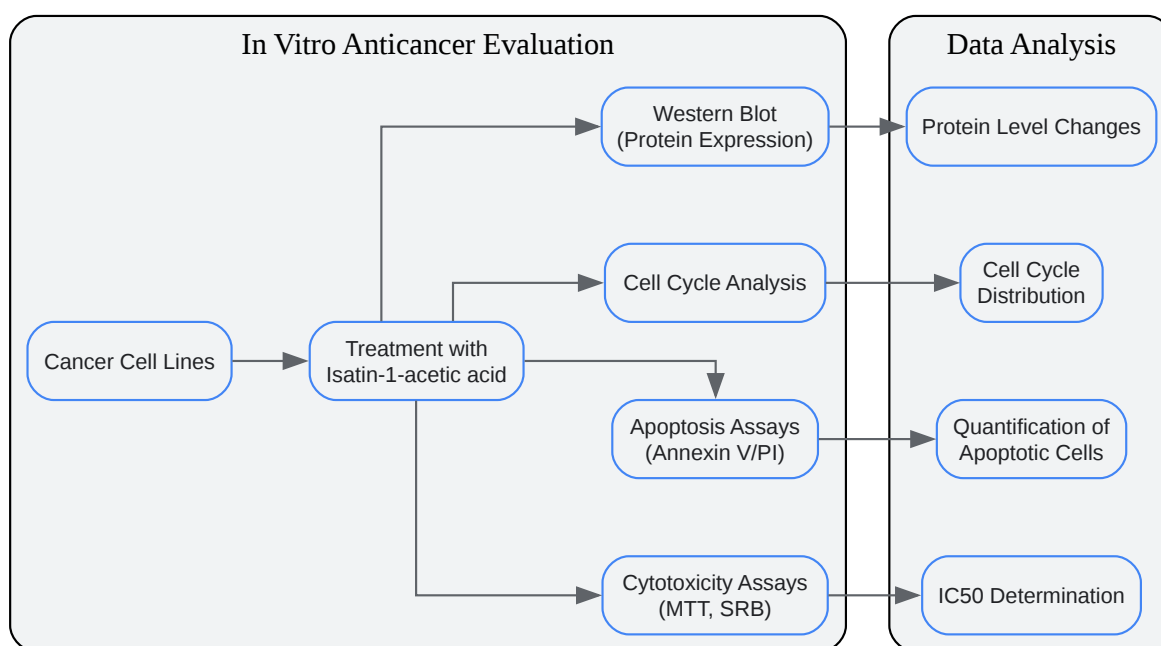 In Vitro Anticancer Evaluation
Data Analysis
Western Blot
(Protein Expression)
Protein Level Changes
Cell Cycle Analysis
Cell Cycle
Distribution
Cancer Cell Lines
Treatment with
Isatin-1-acetic acid
Apoptosis Assays
(Annexin V/PI)
Quantification of
Apoptotic Cells
Cytotoxicity Assays
(MTT, SRB)
IC50 Determination